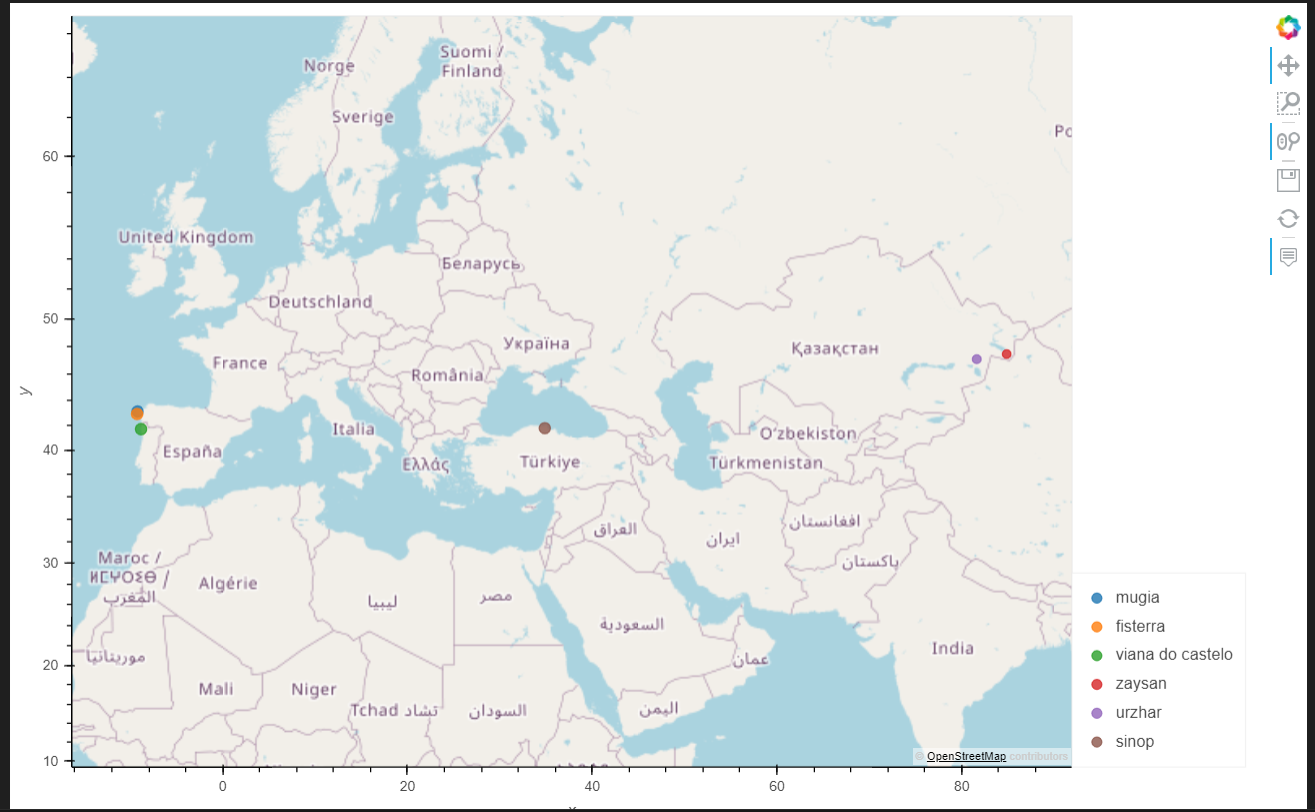 Norge
Suomi /
Finland
Sverige
60
United Kingdom
Беларусь
Deutschland
50
Україна
Қазақстан
France
România
y
Italia
O‘zbekiston
40
España
Ελλάς
Türkiye
Türkmenistan
افغانستان
العراق
ایران
30
Maroc /
ⵍⵎⵖⵔⵉⴱ /
المغرب
باکستان
Algérie
ليبيا
مصر
السعودية
موريتانيا
عمان
India
20
Mali
Niger
Tchad تشاد
السودان
اليمن
10
© OpenStreetMap contributors
0
20
40
60
80
mugia
fisterra
viana do castelo
zaysan
urzhar
sinop